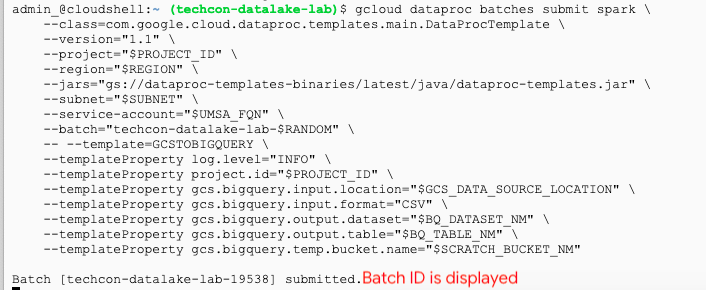 admin_@cloudshell:~ (techcon-datalake-lab)$ gcloud dataproc batches submit spark \
--class=com.google.cloud.dataproc.templates.main.DataProcTemplate \
--version="1.1" \
--project="$PROJECT_ID" \
--region="$REGION" \
--jars="gs://dataproc-templates-binaries/latest/java/dataproc-templates.jar" \
--subnet="$SUBNET" \
--service-account="$UMSA_FQN" \
--batch="techcon-datalake-lab-$RANDOM" \
-- --template=GCSTOBIGQUERY \
--templateProperty log.level="INFO" \
--templateProperty project.id="$PROJECT_ID" \
--templateProperty gcs.bigquery.input.location="$GCS_DATA_SOURCE_LOCATION" \
--templateProperty gcs.bigquery.input.format="CSV" \
--templateProperty gcs.bigquery.output.dataset="$BQ_DATASET_NM" \
--templateProperty gcs.bigquery.output.table="$BQ_TABLE_NM" \
--templateProperty gcs.bigquery.temp.bucket.name="$SCRATCH_BUCKET_NM"
Batch [techcon-datalake-lab-19538] submitted. Batch ID is displayed